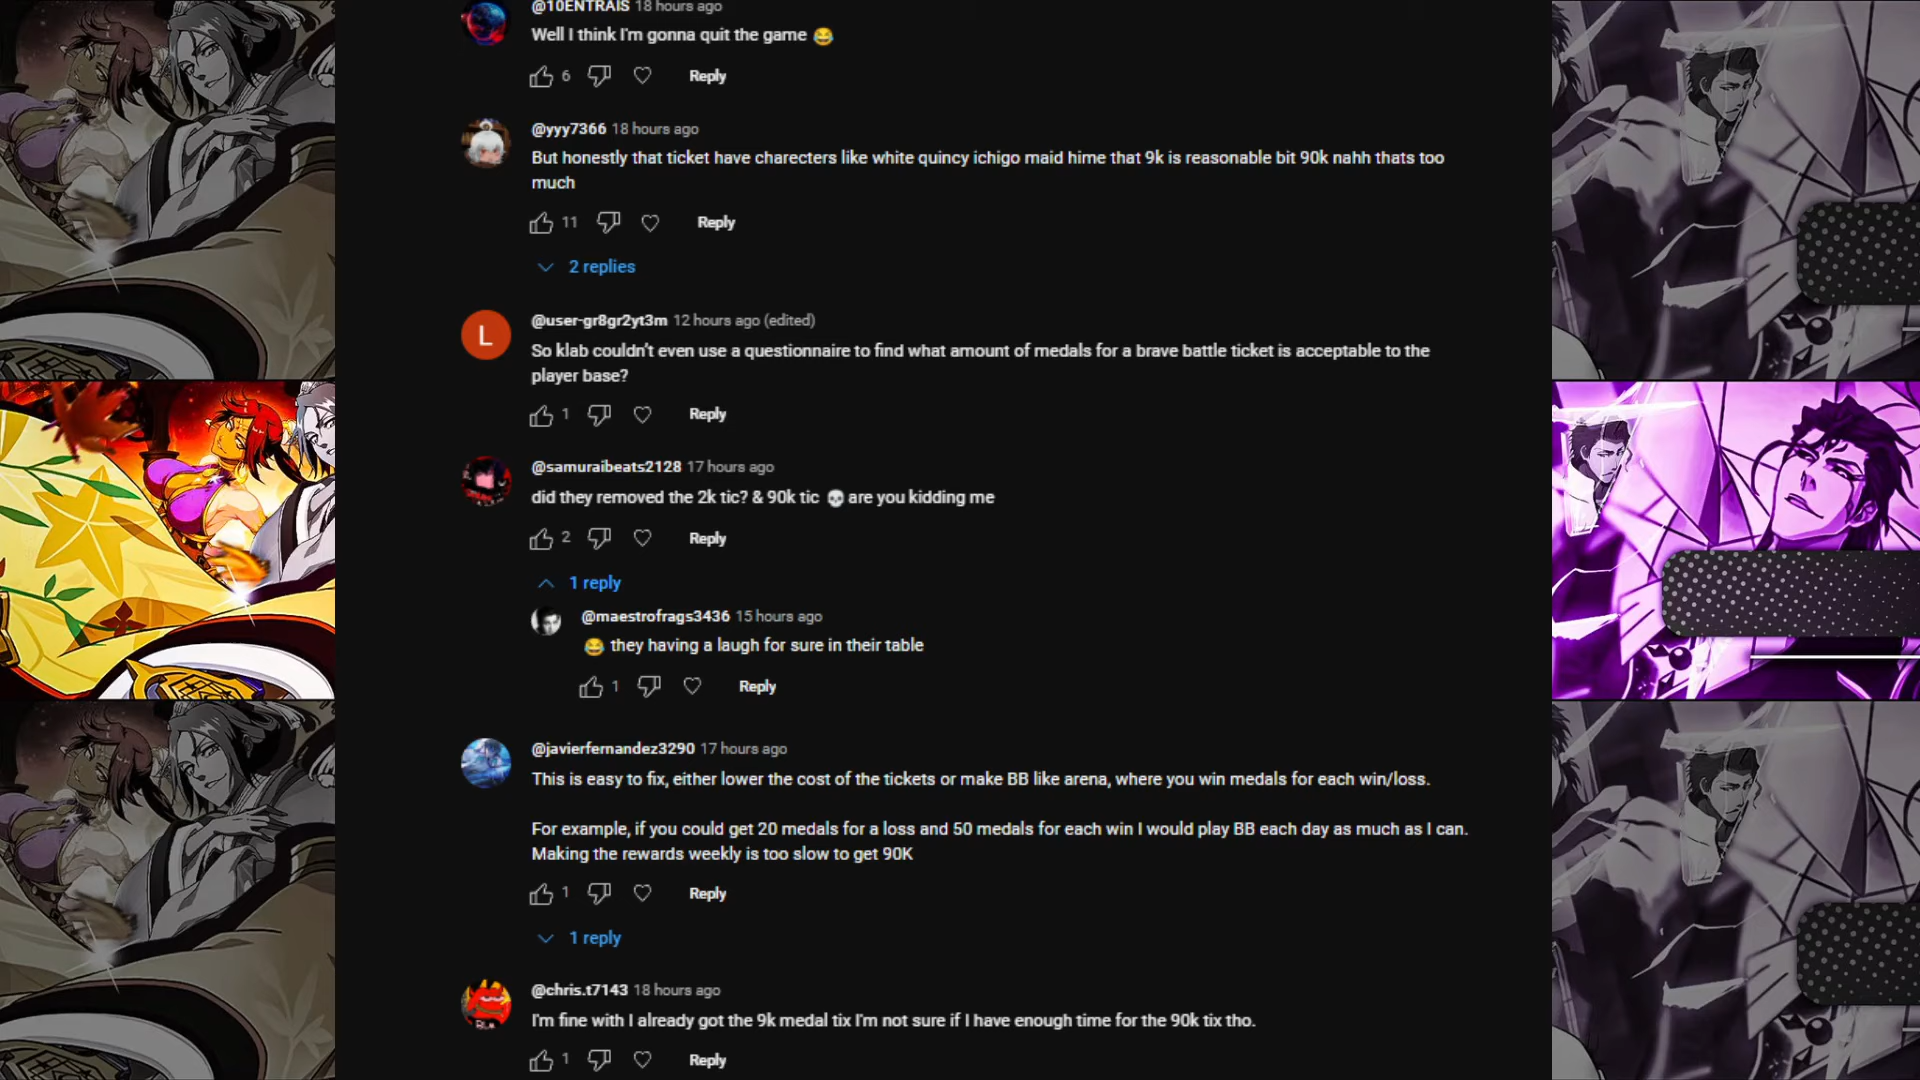 @10ENTRAIS 18 hours ago
Well I think I'm gonna quit the game 😂
6 Reply
@yyy7366 18 hours ago
But honestly that ticket have charecters like white quincy ichigo maid hime that 9k is reasonable bit 90k nahh thats too
much
11 Reply
2 replies
L
@user-gr8gr2yt3m 12 hours ago (edited)
So klab couldn't even use a questionnaire to find what amount of medals for a brave battle ticket is acceptable to the
player base?
1 Reply
@samuraibeats2128 17 hours ago
did they removed the 2k tic? & 90k tic 💀 are you kidding me
2 Reply
1 reply
@maestrofrags3436 15 hours ago
😂 they having a laugh for sure in their table
1 Reply
@javierfernandez3290 17 hours ago
This is easy to fix, either lower the cost of the tickets or make BB like arena, where you win medals for each win/loss.
For example, if you could get 20 medals for a loss and 50 medals for each win I would play BB each day as much as I can.
Making the rewards weekly is too slow to get 90K
1 Reply
1 reply
@chris.t7143 18 hours ago
I'm fine with I already got the 9k medal tix I'm not sure if I have enough time for the 90k tix tho.
1 Reply